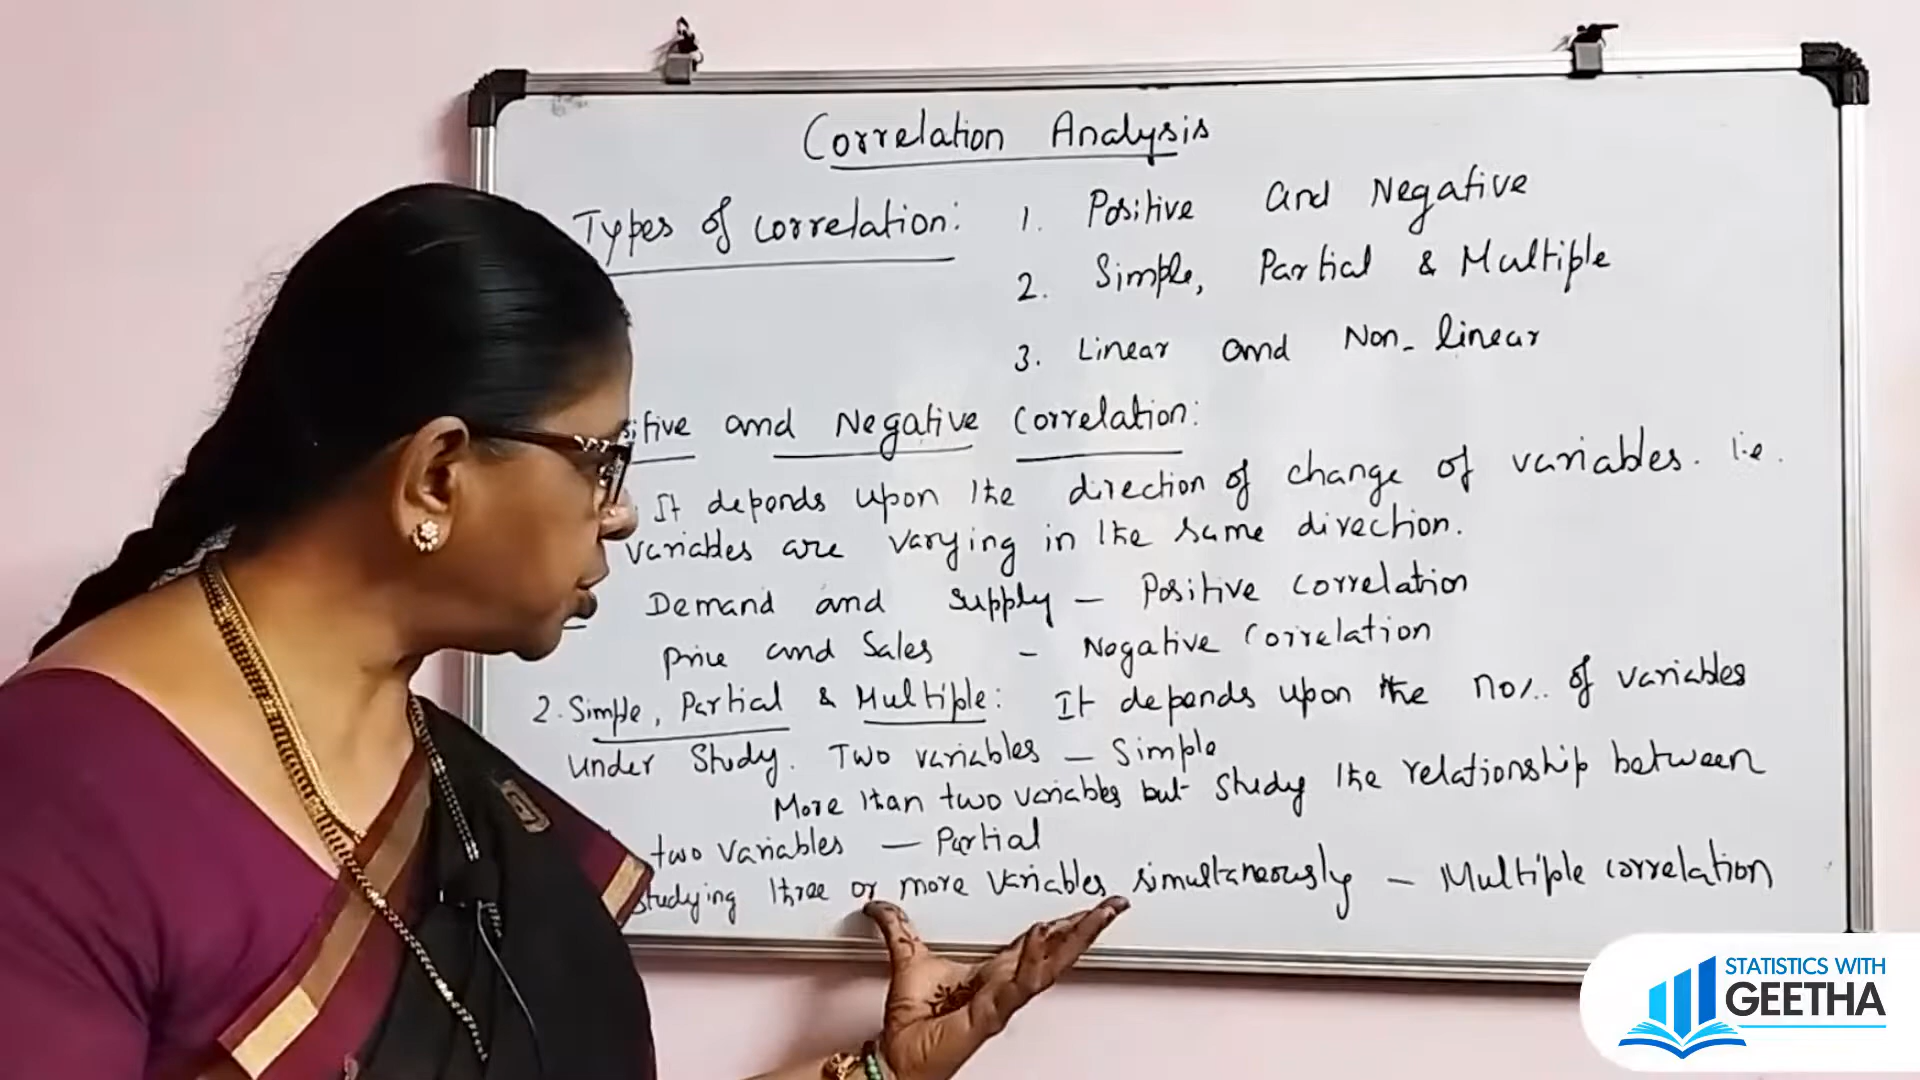 Correlation Analysis
Types of correlation: 1. Positive and Negative
2. Simple, Partial & Multiple
3. Linear and Non-linear
sitive and Negative Correlation:
It depends upon the direction of change of variables. i.e.
variables are varying in the same direction.
Demand and supply - Positive correlation
Price and Sales - Negative Correlation
2. Simple, Partial & Multiple: It depends upon the no/.. of variables
under Study. Two variables - Simple
More than two variables but study the relationship between
two variables - Partial
studying three or more variables simultaneously - Multiple correlation
STATISTICS WITH
GEETHA